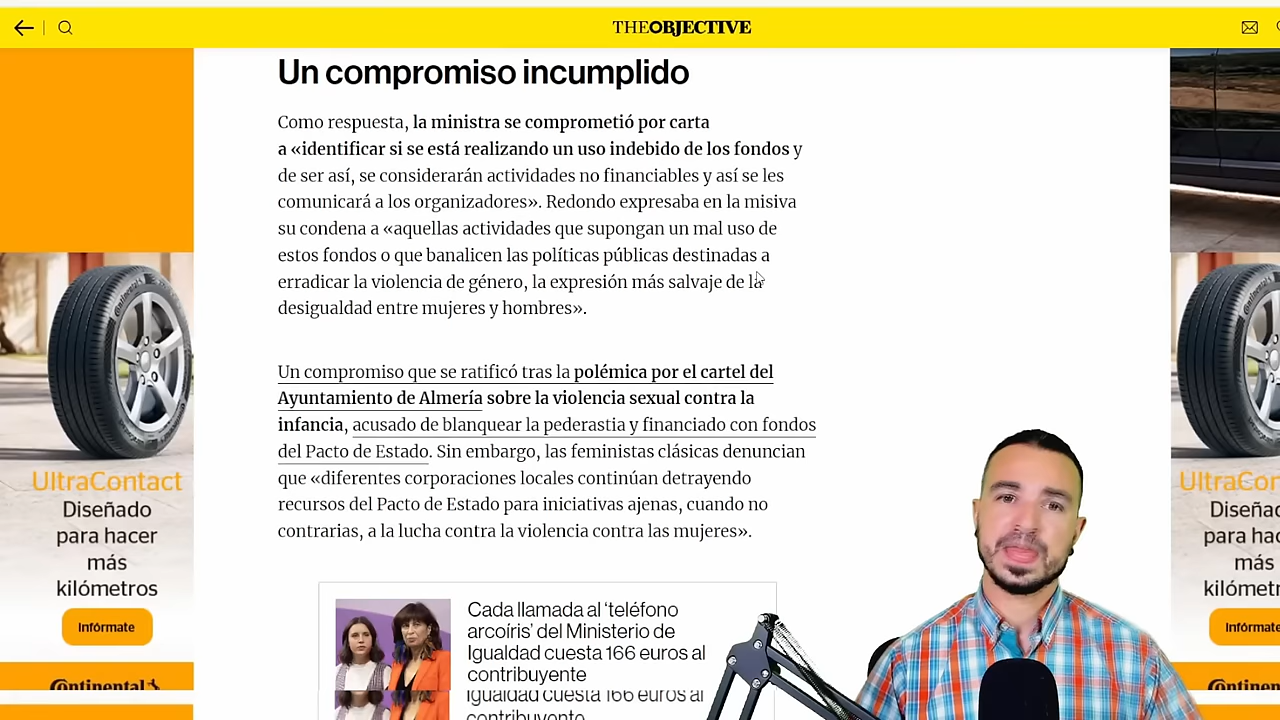 THEOBJECTIVE
Un compromiso incumplido
Como respuesta, la ministra se comprometió por carta
a «identificar si se está realizando un uso indebido de los fondos y
de ser así, se considerarán actividades no financiables y así se les
comunicará a los organizadores». Redondo expresaba en la misiva
su condena a «aquellas actividades que supongan un mal uso de
estos fondos o que banalicen las políticas públicas destinadas a
erradicar la violencia de género, la expresión más salvaje de la
desigualdad entre mujeres y hombres».
Un compromiso que se ratificó tras la polémica por el cartel del
Ayuntamiento de Almería sobre la violencia sexual contra la
infancia, acusado de blanquear la pederastia y financiado con fondos
del Pacto de Estado. Sin embargo, las feministas clásicas denuncian
que «diferentes corporaciones locales continúan detrayendo
recursos del Pacto de Estado para iniciativas ajenas, cuando no
contrarias, a la lucha contra la violencia contra las mujeres».
Cada llamada al ‘teléfono
arcoíris’ del Ministerio de
Igualdad cuesta 166 euros al
contribuyente
Igualdad cuesta 166 euros al
contribuyente
UltraContact
Diseñado
para hacer
más
kilómetros
Infórmate
Continental
UltraCon
Diseño
para ha
más
kilómet
Infórmate
Continental